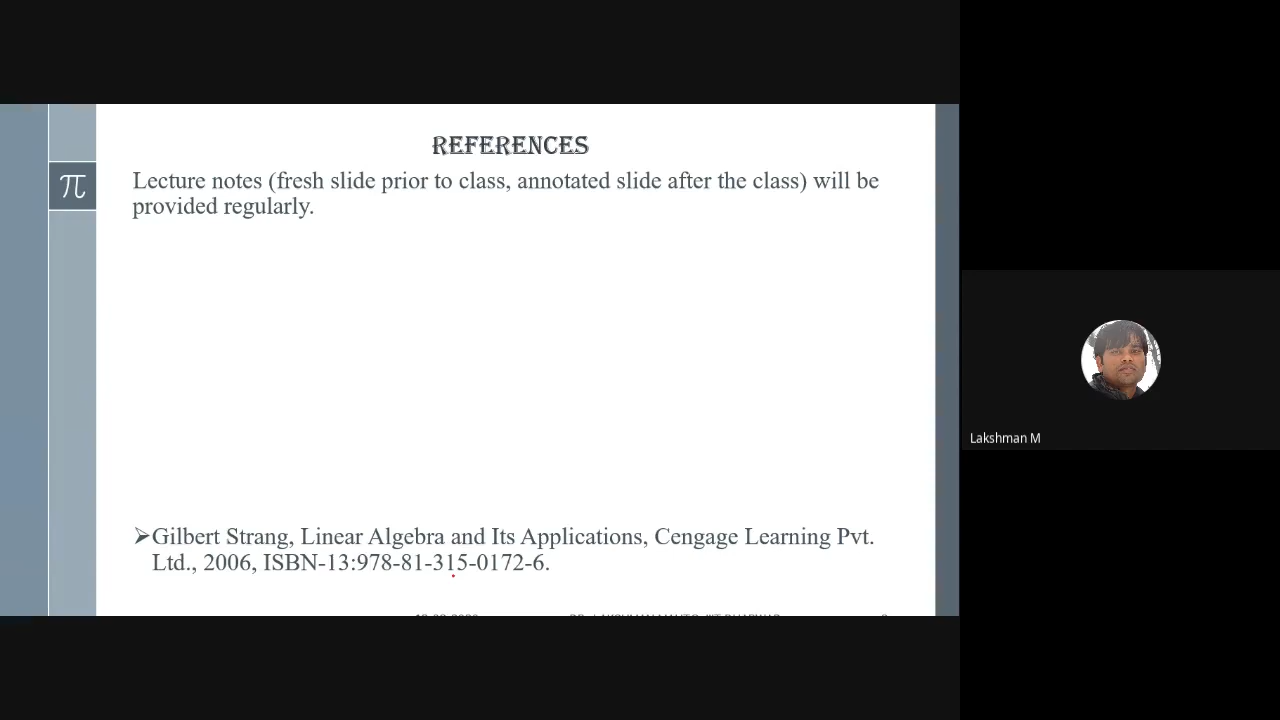 REFERENCES
Lecture notes (fresh slide prior to class, annotated slide after the class) will be
provided regularly.
π
➢Gilbert Strang, Linear Algebra and Its Applications, Cengage Learning Pvt.
Ltd., 2006, ISBN-13:978-81-315-0172-6.
Lakshman M